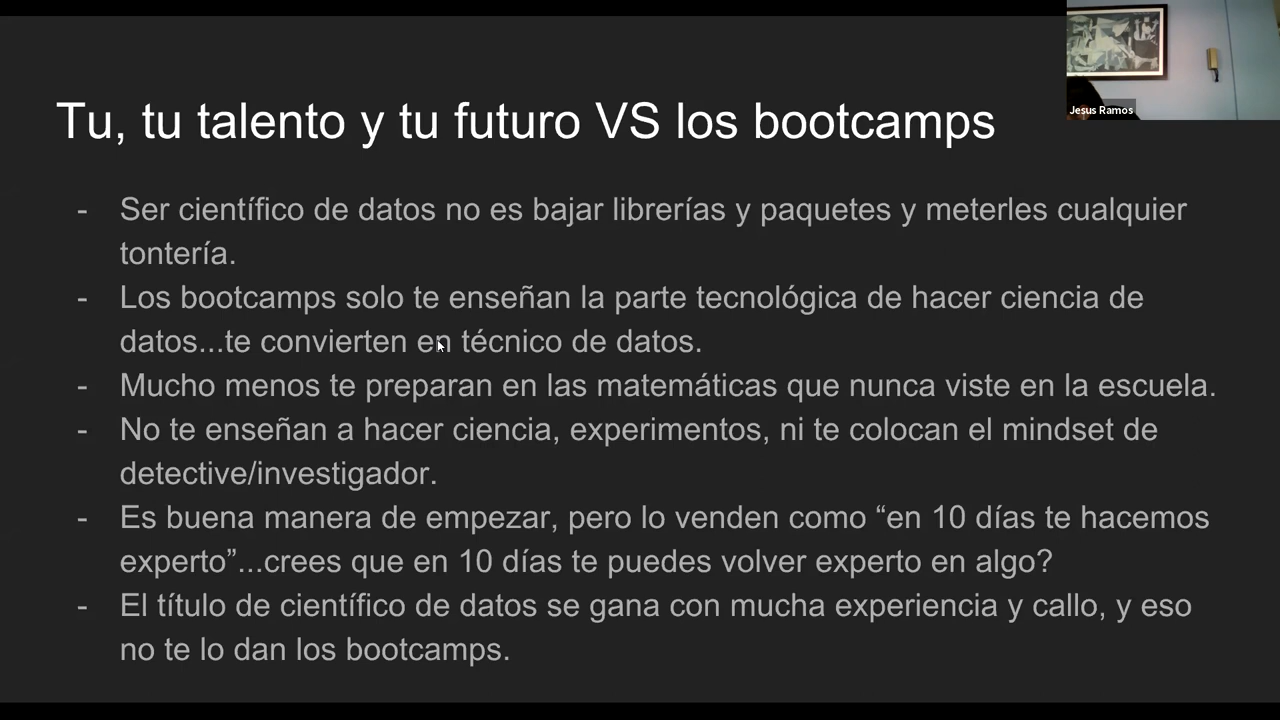 Tu, tu talento y tu futuro VS los bootcamps
Jesus Ramos
- Ser científico de datos no es bajar librerías y paquetes y meterles cualquier
tontería.
- Los bootcamps solo te enseñan la parte tecnológica de hacer ciencia de
datos...te convierten en técnico de datos.
- Mucho menos te preparan en las matemáticas que nunca viste en la escuela.
- No te enseñan a hacer ciencia, experimentos, ni te colocan el mindset de
detective/investigador.
- Es buena manera de empezar, pero lo venden como “en 10 días te hacemos
experto”...crees que en 10 días te puedes volver experto en algo?
- El título de científico de datos se gana con mucha experiencia y callo, y eso
no te lo dan los bootcamps.